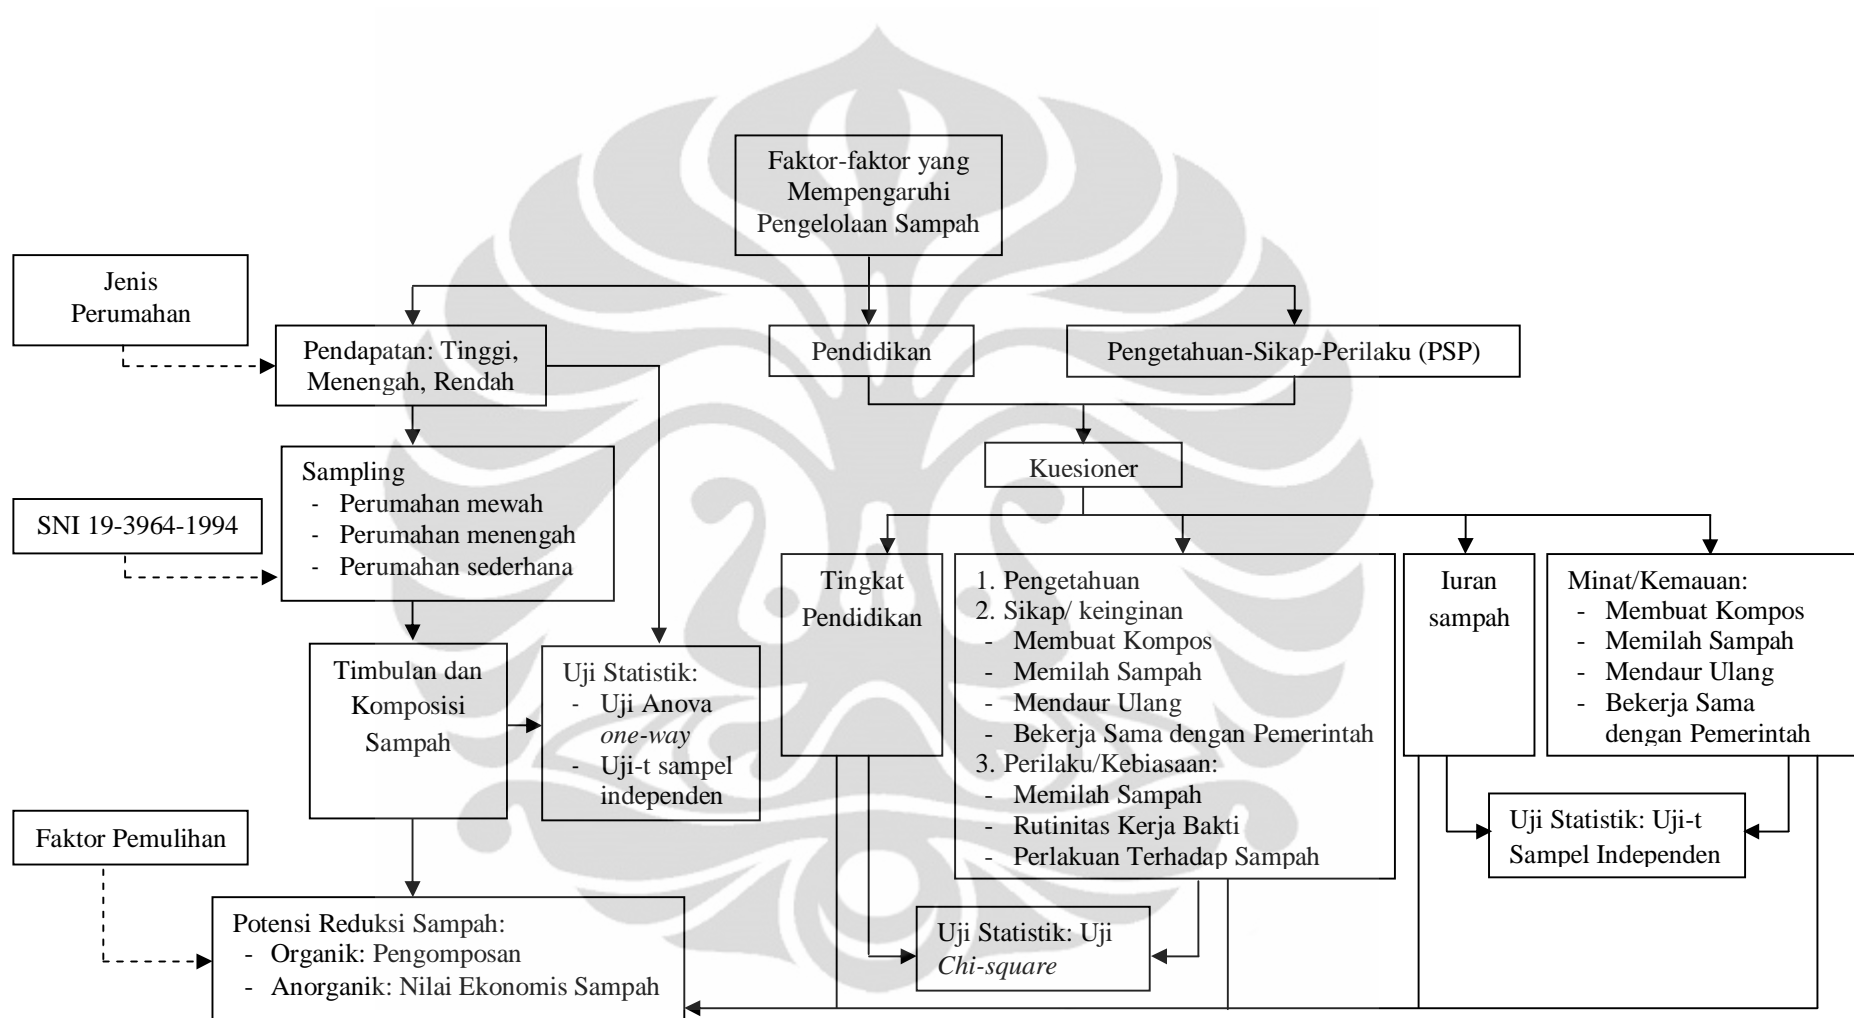 Faktor-faktor yang
Mempengaruhi
Pengelolaan Sampah
Jenis
Perumahan
Pendapatan: Tinggi,
Menengah, Rendah
Pendidikan
Pengetahuan-Sikap-Perilaku (PSP)
Sampling
- Perumahan mewah
- Perumahan menengah
- Perumahan sederhana
Kuesioner
SNI 19-3964-1994
Tingkat
Pendidikan
1. Pengetahuan
2. Sikap/ keinginan
- Membuat Kompos
- Memilah Sampah
- Mendaur Ulang
- Bekerja Sama dengan Pemerintah
3. Perilaku/Kebiasaan:
- Memilah Sampah
- Rutinitas Kerja Bakti
- Perlakuan Terhadap Sampah
Iuran
sampah
Minat/Kemauan:
- Membuat Kompos
- Memilah Sampah
- Mendaur Ulang
- Bekerja Sama
dengan Pemerintah
Timbulan dan
Komposisi
Sampah
Uji Statistik:
- Uji Anova
one-way
- Uji-t sampel
independen
Faktor Pemulihan
Uji Statistik: Uji-t
Sampel Independen
Potensi Reduksi Sampah:
- Organik: Pengomposan
- Anorganik: Nilai Ekonomis Sampah
Uji Statistik: Uji
Chi-square